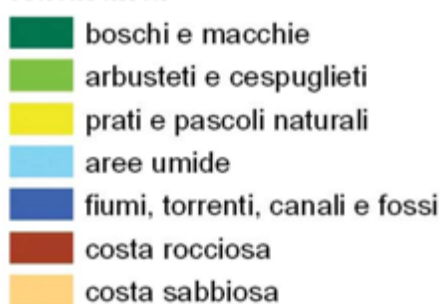 boschi e macchie
arbusteti e cespuglieti
prati e pascoli naturali
aree umide
fiumi, torrenti, canali e fossi
costa rocciosa
costa sabbiosa